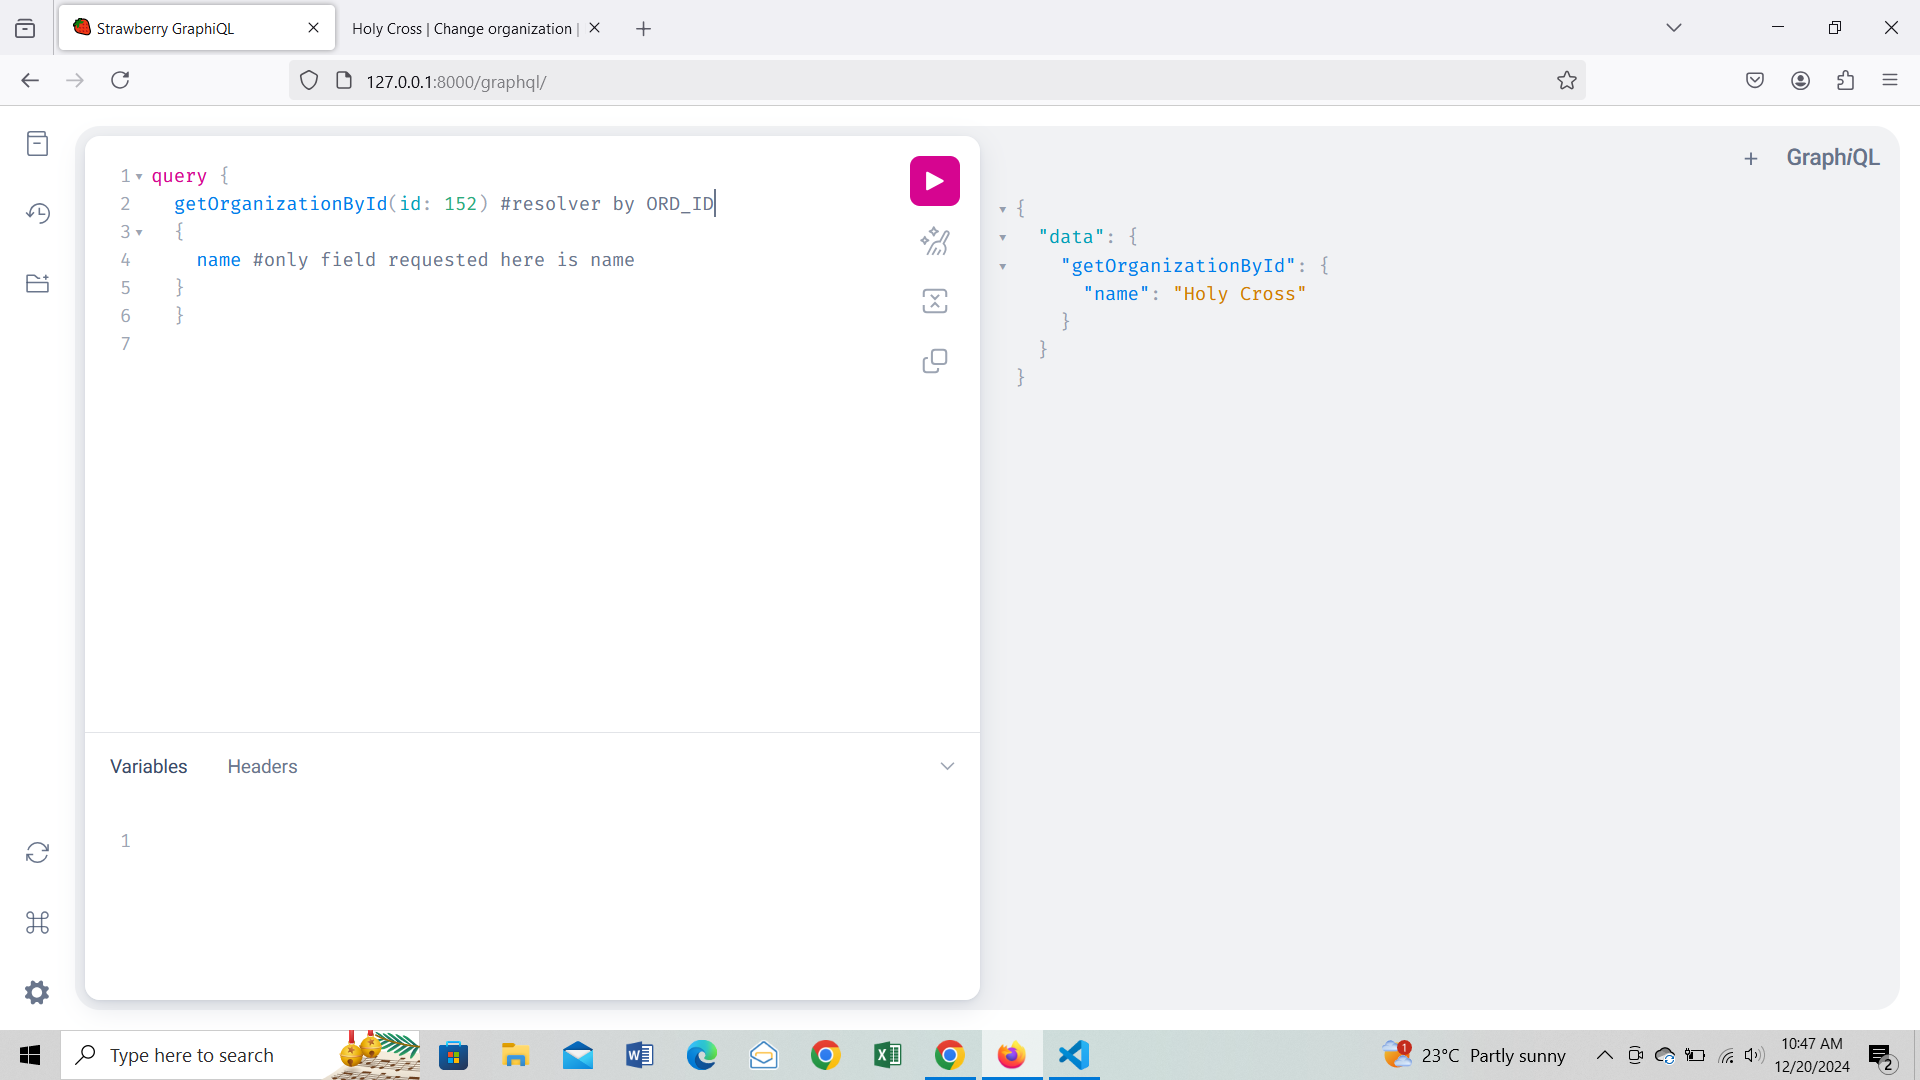 Strawberry GraphiQL
Holy Cross | Change organization |
127.0.0.1:8000/graphql/
1 query {
2 getOrganizationById(id: 152) #resolver by ORD_ID
3 {
4 name #only field requested here is name
5 }
6 }
7
GraphiQL
{
"data": {
"getOrganizationById": {
"name": "Holy Cross"
}
}
}
Variables Headers
1
Type here to search
1
23°C Partly sunny
10:47 AM
12/20/2024
2